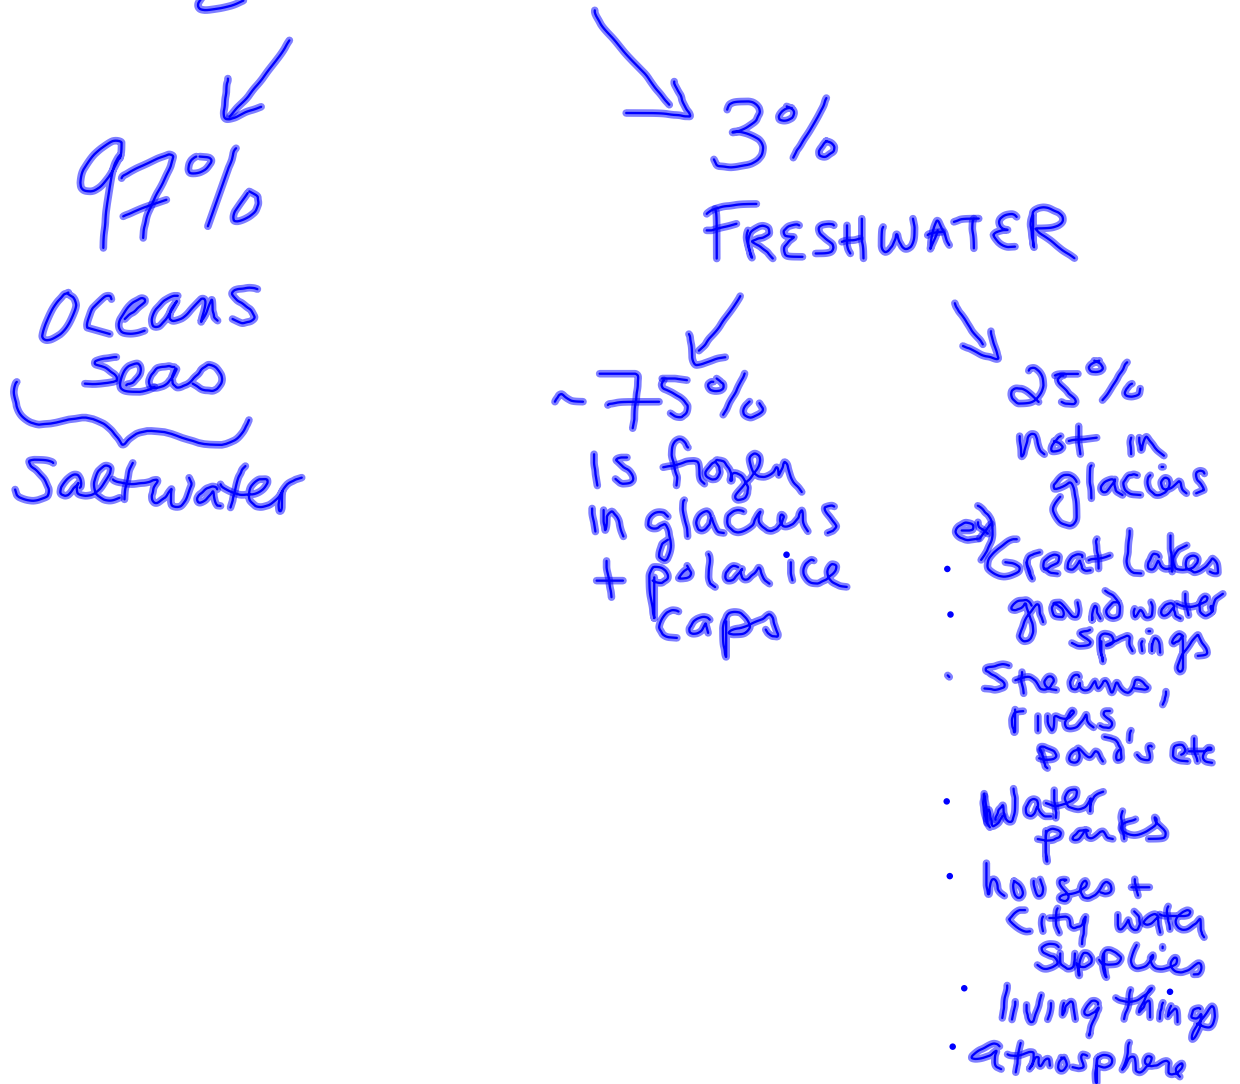 97%
oceans
seas
Saltwater
3%
FRESHWATER
~75%
is frozen
in glaciers
+ polar ice
caps
25%
not in
glaciers
ex)
• Great Lakes
• groundwater
springs
• Streams,
rivers,
pond's etc
• Water
parks
• houses +
city water
supplies
• living things
• atmosphere